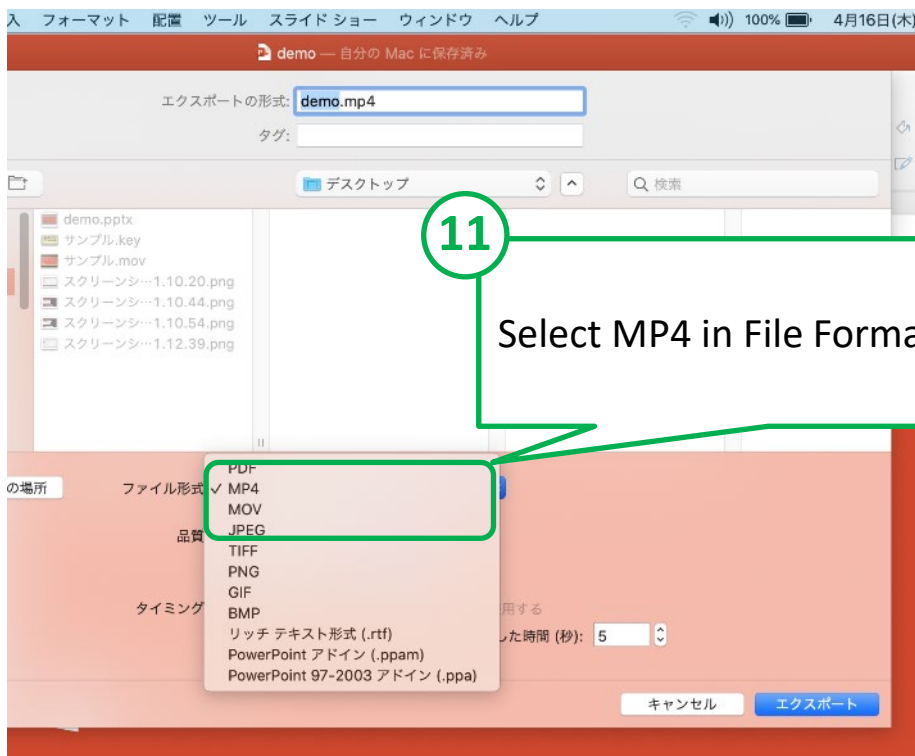 入 フォーマット 配置 ツール スライド ショー ウィンドウ ヘルプ 100% 4月16日(木)
demo — 自分の Mac に保存済み
エクスポートの形式: demo.mp4
タグ:
デスクトップ 検索
demo.pptx
サンプル.key
サンプル.mov
スクリーンシ…1.10.20.png
スクリーンシ…1.10.44.png
スクリーンシ…1.10.54.png
スクリーンシ…1.12.39.png
11
Select MP4 in File Forma
PDF
の場所 ファイル形式 ✓ MP4
MOV
品質 JPEG
TIFF
PNG
GIF
タイミング BMP 用する
リッチ テキスト形式 (.rtf) した時間 (秒): 5
PowerPoint アドイン (.ppam)
PowerPoint 97-2003 アドイン (.ppa)
キャンセル エクスポート